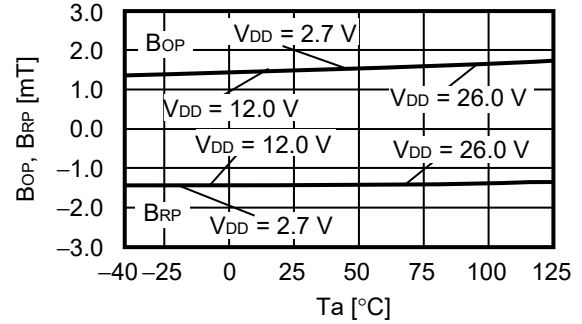 3.0
2.0
1.0
0.0
−1.0
−2.0
−3.0
BOP, BRP [mT]
BOP
VDD = 2.7 V
VDD = 12.0 V
VDD = 26.0 V
VDD = 12.0 V
VDD = 26.0 V
BRP
VDD = 2.7 V
−40 −25 0 25 50 75 100 125
Ta [°C]